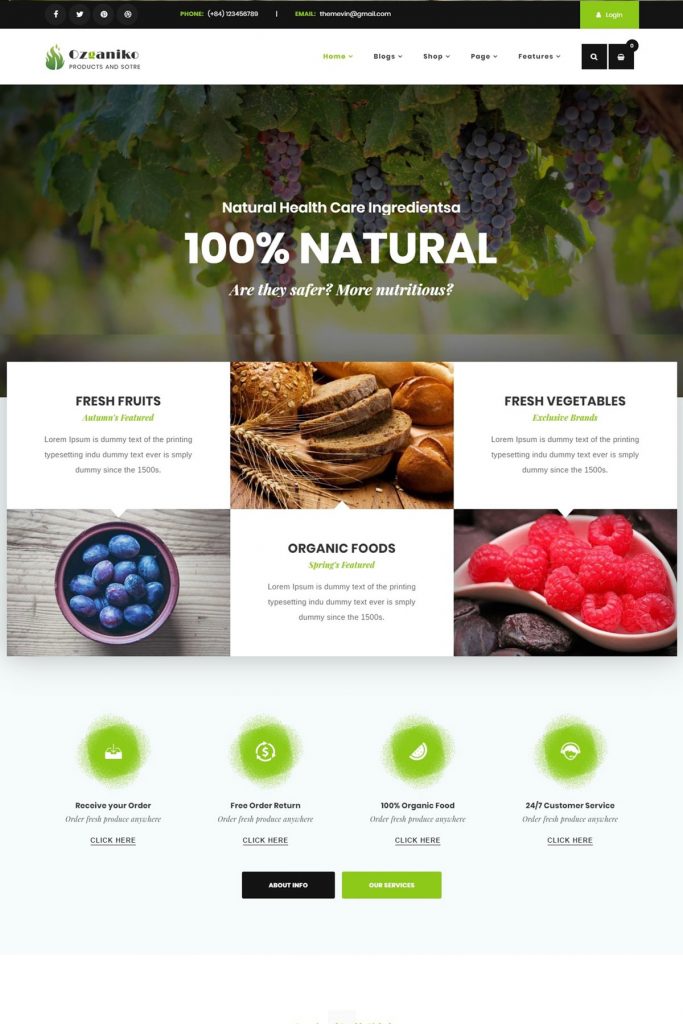 PHONE: (+84) 123456789 | EMAIL: themevin@gmail.com
Login
Ozganiko
PRODUCTS AND SOTRE
Home Blogs Shop Page Features
0
Natural Health Care Ingredientsa
100% NATURAL
Are they safer? More nutritious?
FRESH FRUITS
Autumn's Featured
Lorem Ipsum is dummy text of the printing
typesetting indu dummy text ever is smply
dummy since the 1500s.
FRESH VEGETABLES
Exclusive Brands
Lorem Ipsum is dummy text of the printing
typesetting indu dummy text ever is smply
dummy since the 1500s.
ORGANIC FOODS
Spring's Featured
Lorem Ipsum is dummy text of the printing
typesetting indu dummy text ever is smply
dummy since the 1500s.
Receive your Order
Order fresh produce anywhere
CLICK HERE
Free Order Return
Order fresh produce anywhere
CLICK HERE
100% Organic Food
Order fresh produce anywhere
CLICK HERE
24/7 Customer Service
Order fresh produce anywhere
CLICK HERE
ABOUT INFO
OUR SERVICES